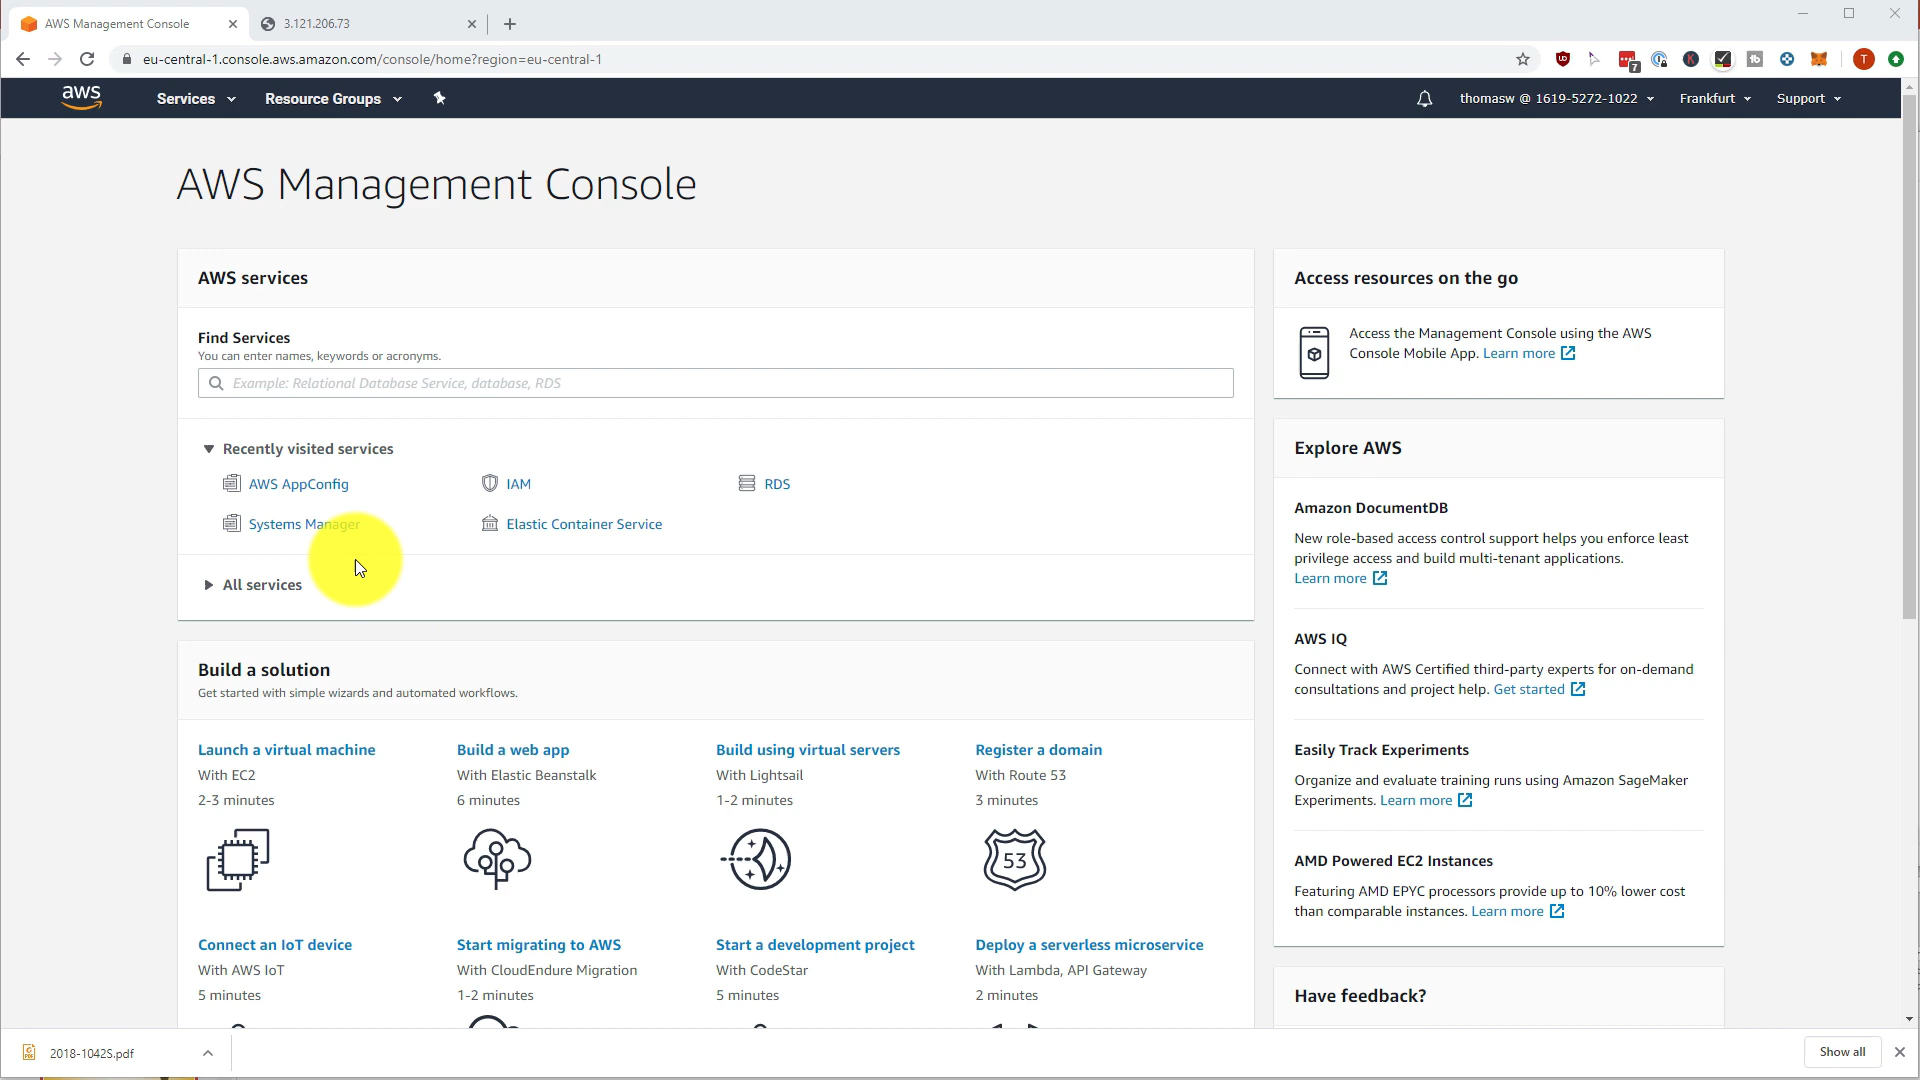 AWS Management Console
3.121.206.73
eu-central-1.console.aws.amazon.com/console/home?region=eu-central-1
7
K
tb
T
aws
Services
Resource Groups
thomasw @ 1619-5272-1022
Frankfurt
Support
AWS Management Console
AWS services
Find Services
You can enter names, keywords or acronyms.
Example: Relational Database Service, database, RDS
Recently visited services
AWS AppConfig
IAM
RDS
Systems Manager
Elastic Container Service
All services
Build a solution
Get started with simple wizards and automated workflows.
Launch a virtual machine
With EC2
2-3 minutes
Build a web app
With Elastic Beanstalk
6 minutes
Build using virtual servers
With Lightsail
1-2 minutes
Register a domain
With Route 53
3 minutes
53
Connect an IoT device
With AWS IoT
5 minutes
Start migrating to AWS
With CloudEndure Migration
1-2 minutes
Start a development project
With CodeStar
5 minutes
Deploy a serverless microservice
With Lambda, API Gateway
2 minutes
Access resources on the go
Access the Management Console using the AWS
Console Mobile App. Learn more
Explore AWS
Amazon DocumentDB
New role-based access control support helps you enforce least
privilege access and build multi-tenant applications.
Learn more
AWS IQ
Connect with AWS Certified third-party experts for on-demand
consultations and project help. Get started
Easily Track Experiments
Organize and evaluate training runs using Amazon SageMaker
Experiments. Learn more
AMD Powered EC2 Instances
Featuring AMD EPYC processors provide up to 10% lower cost
than comparable instances. Learn more
Have feedback?
2018-1042S.pdf
Show all